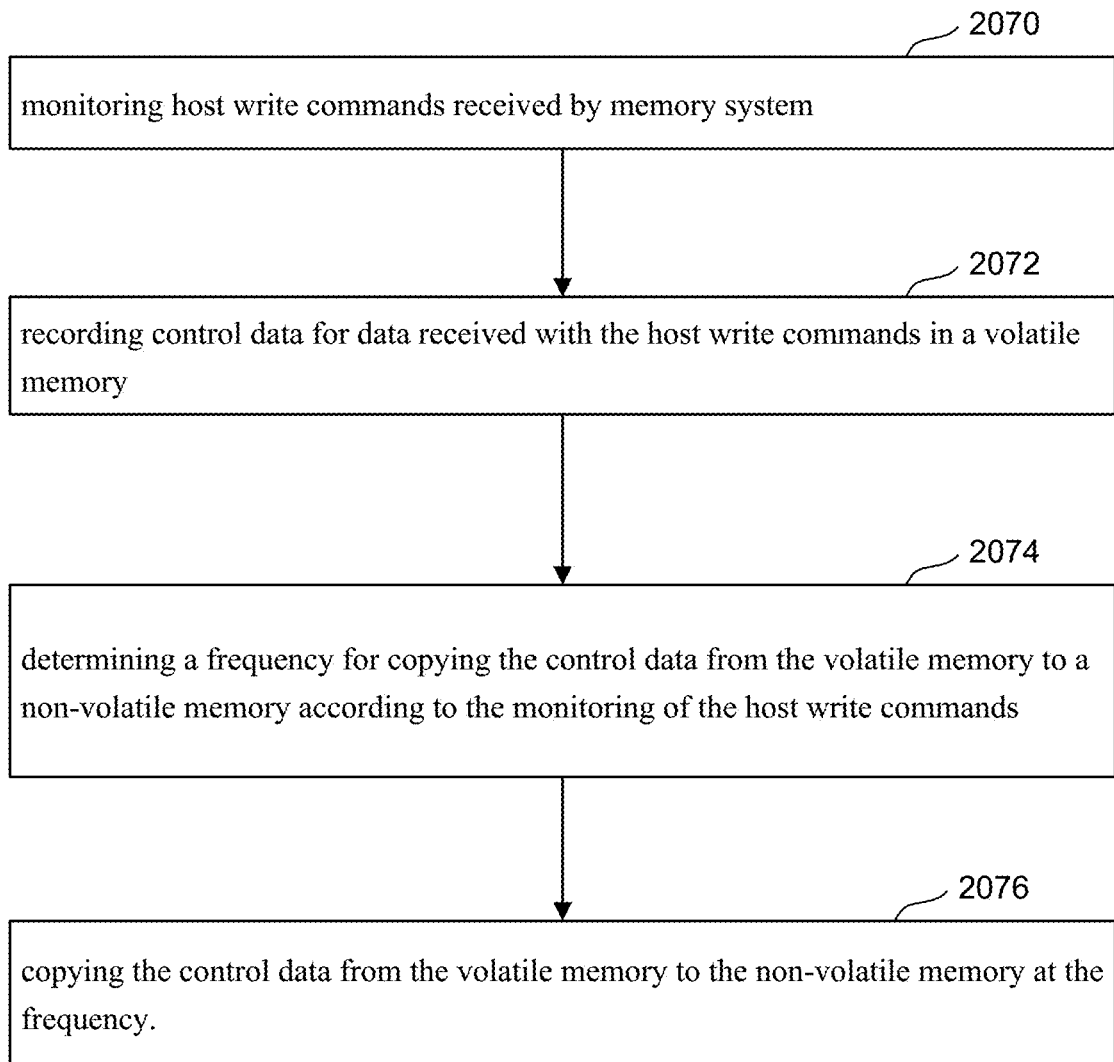 2070
monitoring host write commands received by memory system
2072
recording control data for data received with the host write commands in a volatile
memory
2074
determining a frequency for copying the control data from the volatile memory to a
non-volatile memory according to the monitoring of the host write commands
2076
copying the control data from the volatile memory to the non-volatile memory at the
frequency.